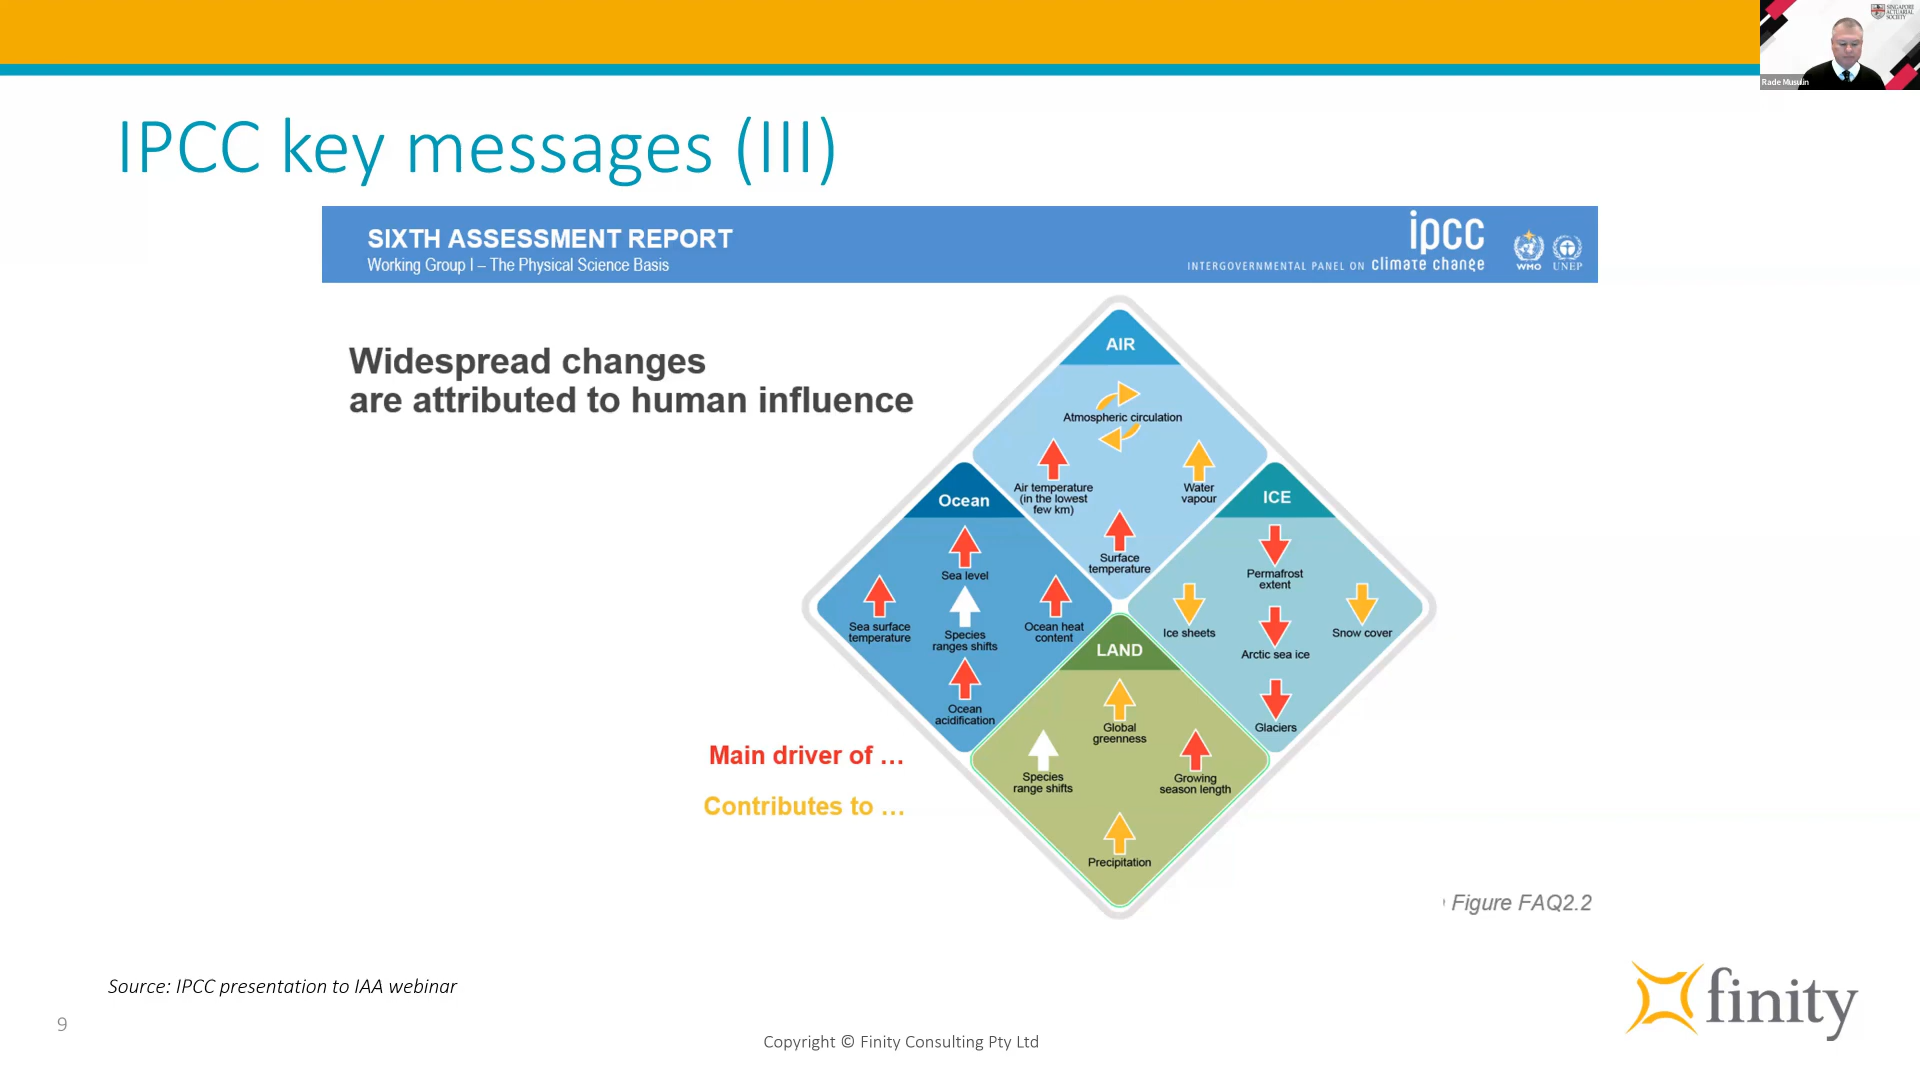 SINGAPORE
ACTUARIAL
SOCIETY
Rade Musulin
IPCC key messages (III)
SIXTH ASSESSMENT REPORT
Working Group I – The Physical Science Basis
ipcc
INTERGOVERNMENTAL PANEL ON climate change
WMO
UNEP
Widespread changes
are attributed to human influence
AIR
Atmospheric circulation
Air temperature
(in the lowest
few km)
Water
vapour
Surface
temperature
Ocean
Sea level
Sea surface
temperature
Species
ranges shifts
Ocean heat
content
Ocean
acidification
ICE
Permafrost
extent
Ice sheets
Snow cover
Arctic sea ice
Glaciers
LAND
Global
greenness
Species
range shifts
Growing
season length
Precipitation
Main driver of ...
Contributes to ...
Figure FAQ2.2
Source: IPCC presentation to IAA webinar
9
Copyright © Finity Consulting Pty Ltd
finity